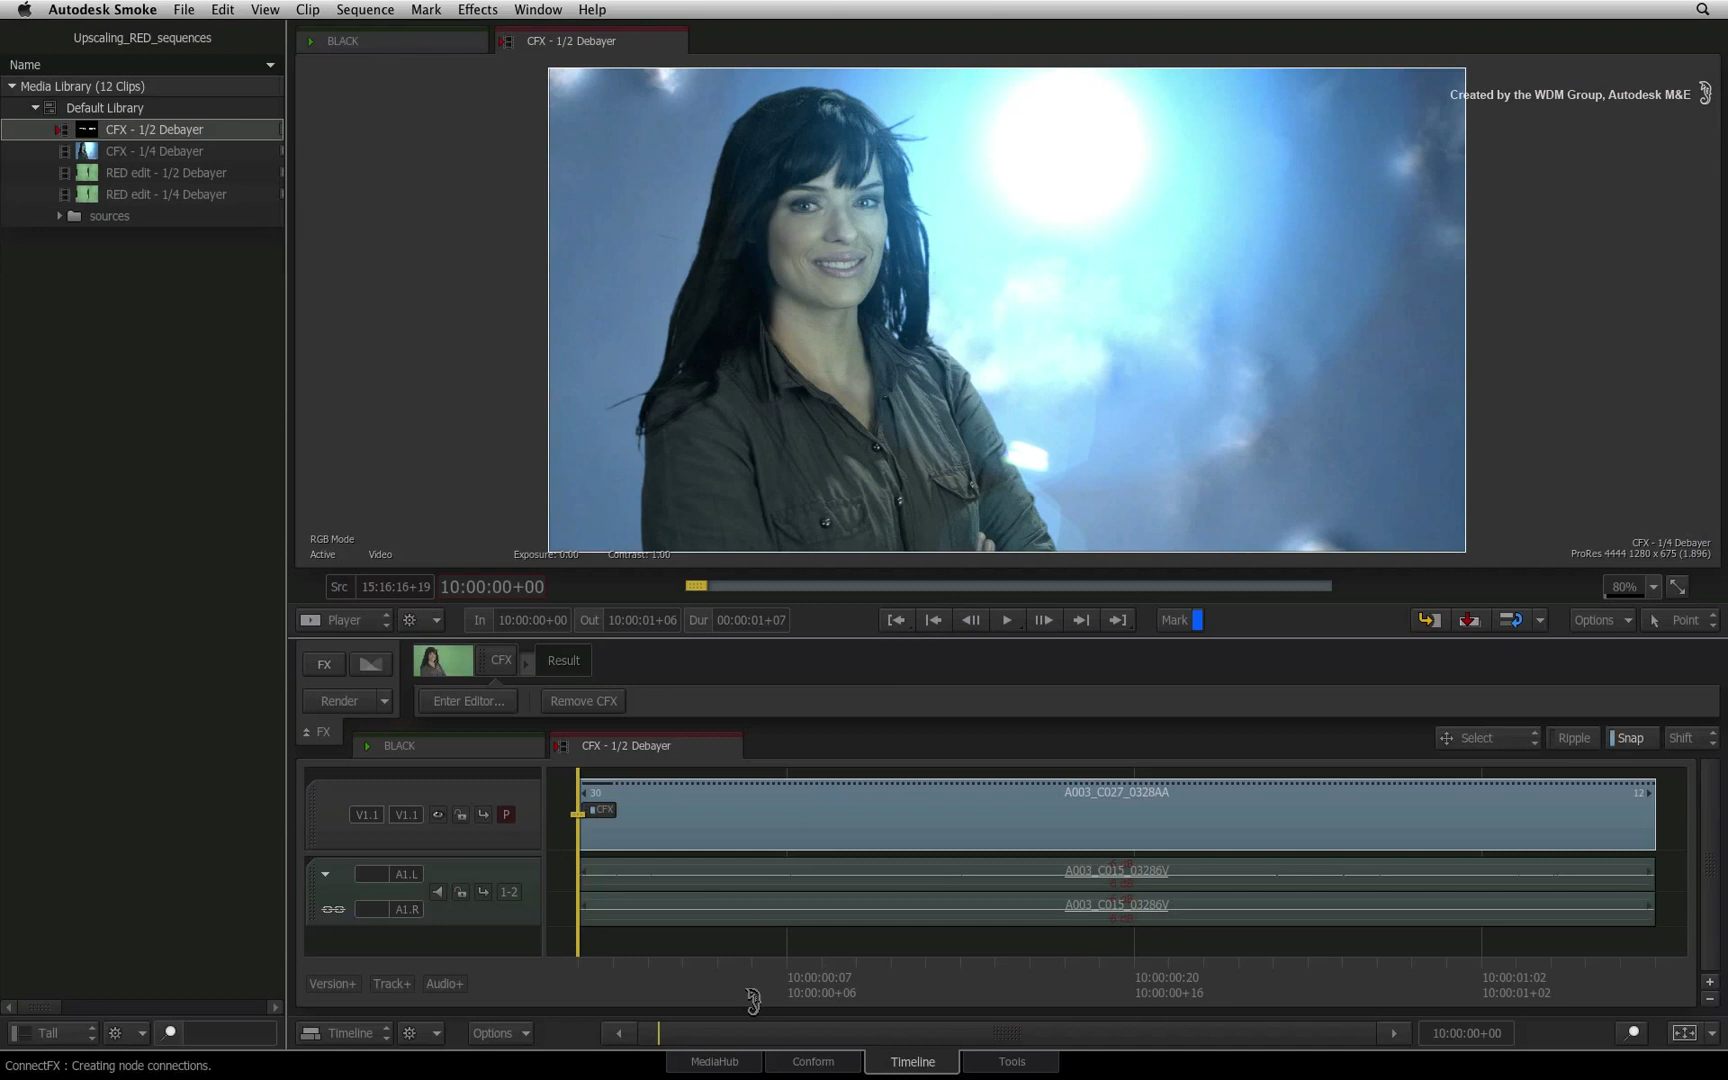 Autodesk Smoke File Edit View Clip Sequence Mark Effects Window Help
Upscaling_RED_sequences
Name
Media Library (12 Clips)
Default Library
CFX - 1/2 Debayer
CFX - 1/4 Debayer
RED edit - 1/2 Debayer
RED edit - 1/4 Debayer
sources
BLACK
CFX - 1/2 Debayer
Created by the WDM Group, Autodesk M&E
RGB Mode
Active Video Exposure: 0:00 Contrast: 1:00
CFX - 1/4 Debayer
ProRes 4444 1280 x 675 (1.896)
Src 15:16:16+19 10:00:00+00 80%
Player In 10:00:00+00 Out 10:00:01+06 Dur 00:00:01+07 Mark Options Point
FX CFX Result
Render Enter Editor... Remove CFX
FX BLACK CFX - 1/2 Debayer Select Ripple Snap Shift
30 A003_C027_0328AA 12
CFX
V1.1 V1.1 P
A1.L A003_C015_03286V
1-2
A1.R A003_C015_03286V
10:00:00:07 10:00:00:20 10:00:01:02
Version+ Track+ Audio+ 10:00:00+06 10:00:00+16 10:00:01+02
Tall Timeline Options 10:00:00+00
ConnectFX : Creating node connections. MediaHub Conform Timeline Tools